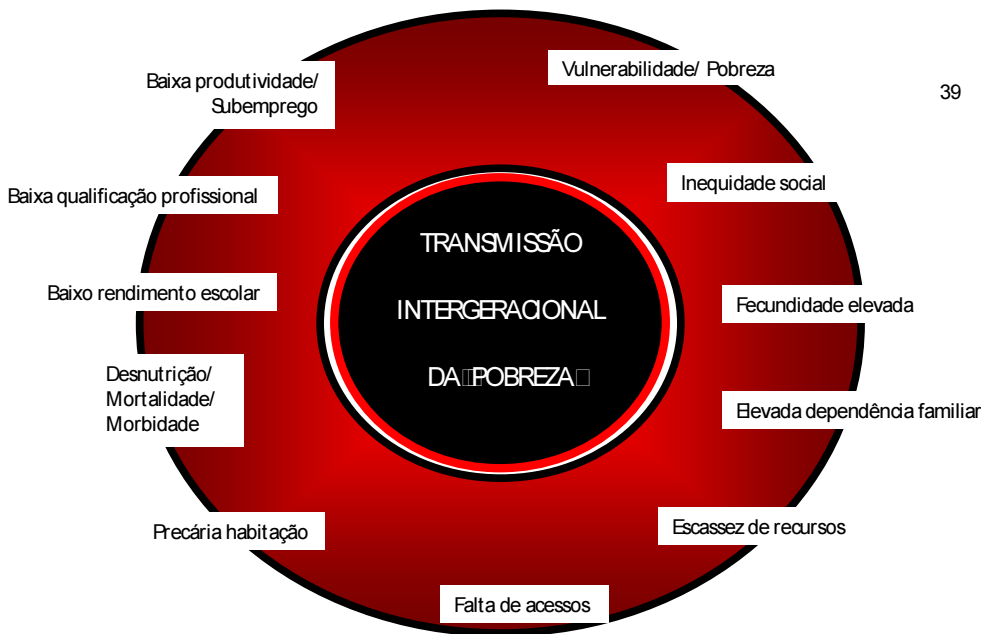 Vulnerabilidade/ Pobreza
39
Inequidade social
Fecundidade elevada
Elevada dependência familiar
Escassez de recursos
Falta de acessos
Precária habitação
Desnutrição/
Mortalidade/
Morbidade
Baixo rendimento escolar
Baixa qualificação profissional
Baixa produtividade/
Subemprego
TRANSMISSÃO
INTERGERACIONAL
DA □POBREZA□